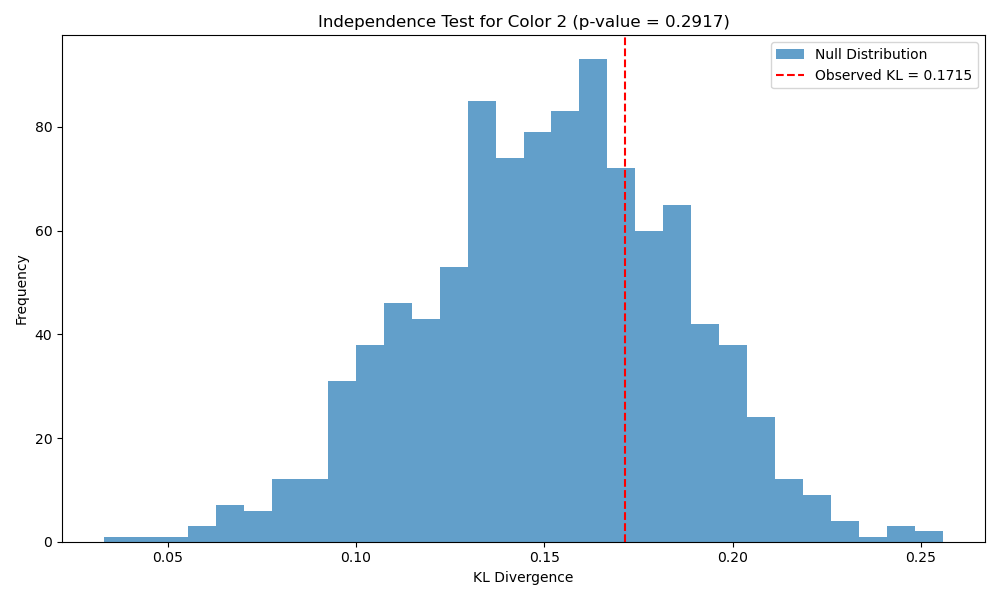 Independence Test for Color 2 (p-value = 0.2917)
Null Distribution
Observed KL = 0.1715
Frequency
80
60
40
20
0
0.05 0.10 0.15 0.20 0.25
KL Divergence